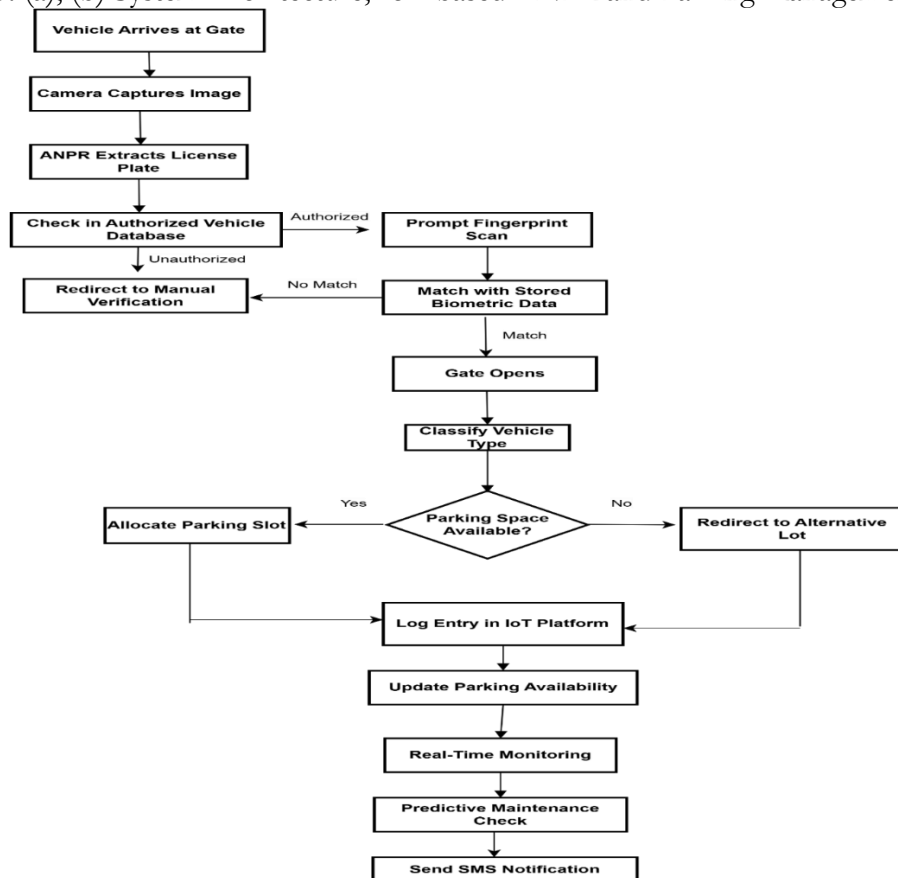 Vehicle Arrives at Gate
Camera Captures Image
ANPR Extracts License
Plate
Check in Authorized Vehicle
Database
Authorized
Prompt Fingerprint
Scan
Unauthorized
Redirect to Manual
Verification
No Match
Match with Stored
Biometric Data
Match
Gate Opens
Classify Vehicle
Type
Yes
Parking Space
Available?
No
Allocate Parking Slot
Redirect to Alternative
Lot
Log Entry in IoT Platform
Update Parking Availability
Real-Time Monitoring
Predictive Maintenance
Check
Send SMS Notification